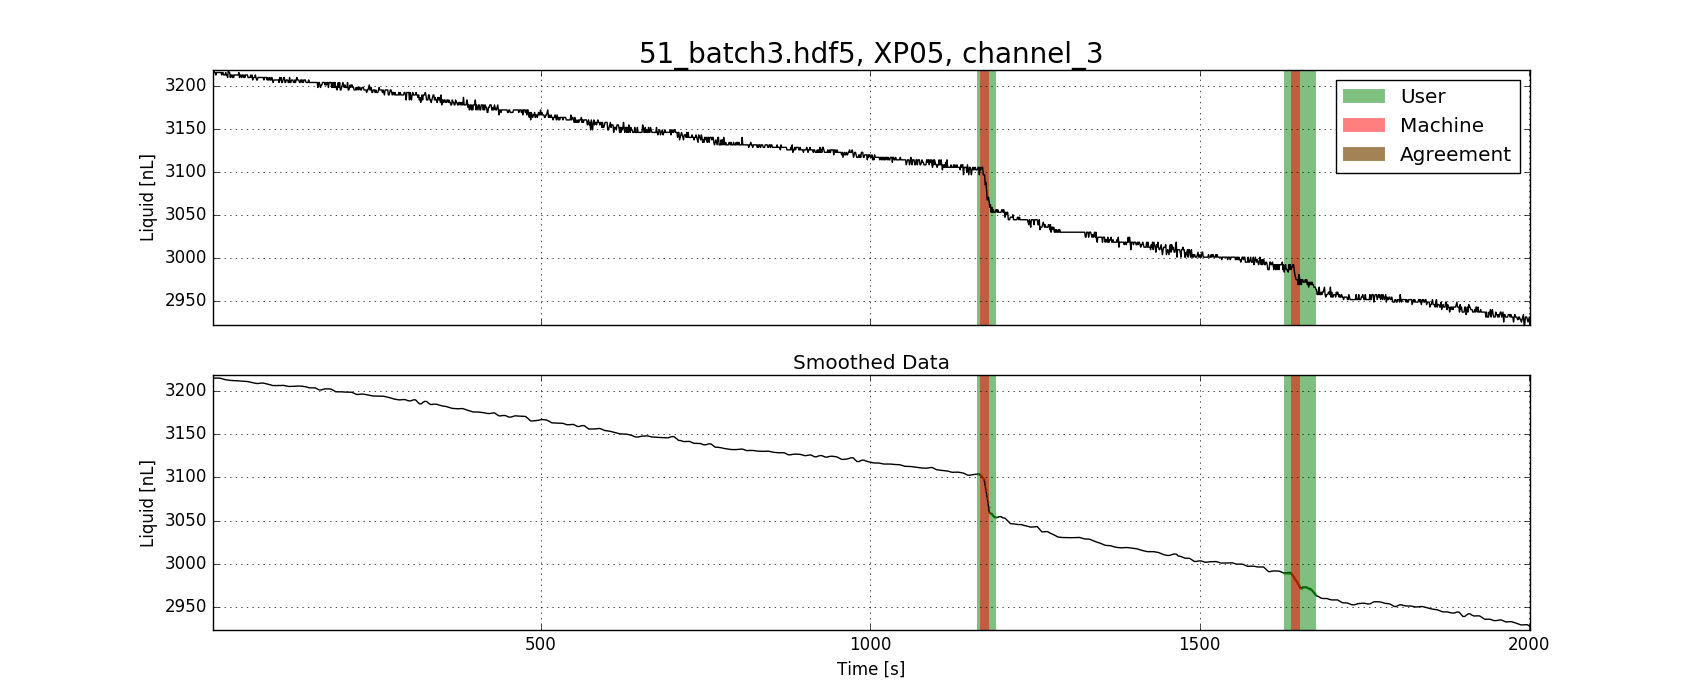 51_batch3.hdf5, XP05, channel_3
3200
3150
3100
3050
3000
2950
Liquid [nL]
User
Machine
Agreement
Smoothed Data
3200
3150
3100
3050
3000
2950
Liquid [nL]
500
1000
1500
2000
Time [s]